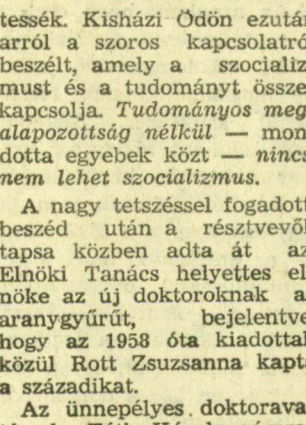 tessék. Kisházi Ödön ezutá
arról a szoros kapcsolatró
beszélt, amely a szocializ
must és a tudományt össze
kapcsolja. Tudományos meg
alapozottság nélkül — mon
dotta egyebek közt — nincs
nem lehet szocializmus.
A nagy tetszéssel fogadott
beszéd után a résztvevők
tapsa közben adta át az
Elnöki Tanács helyettes el
nöke az új doktoroknak a
aranygyűrűt, bejelentve
hogy az 1958 óta kiadottak
közül Rott Zsuzsanna kapta
a századikat.
Az ünnepélyes doktorava